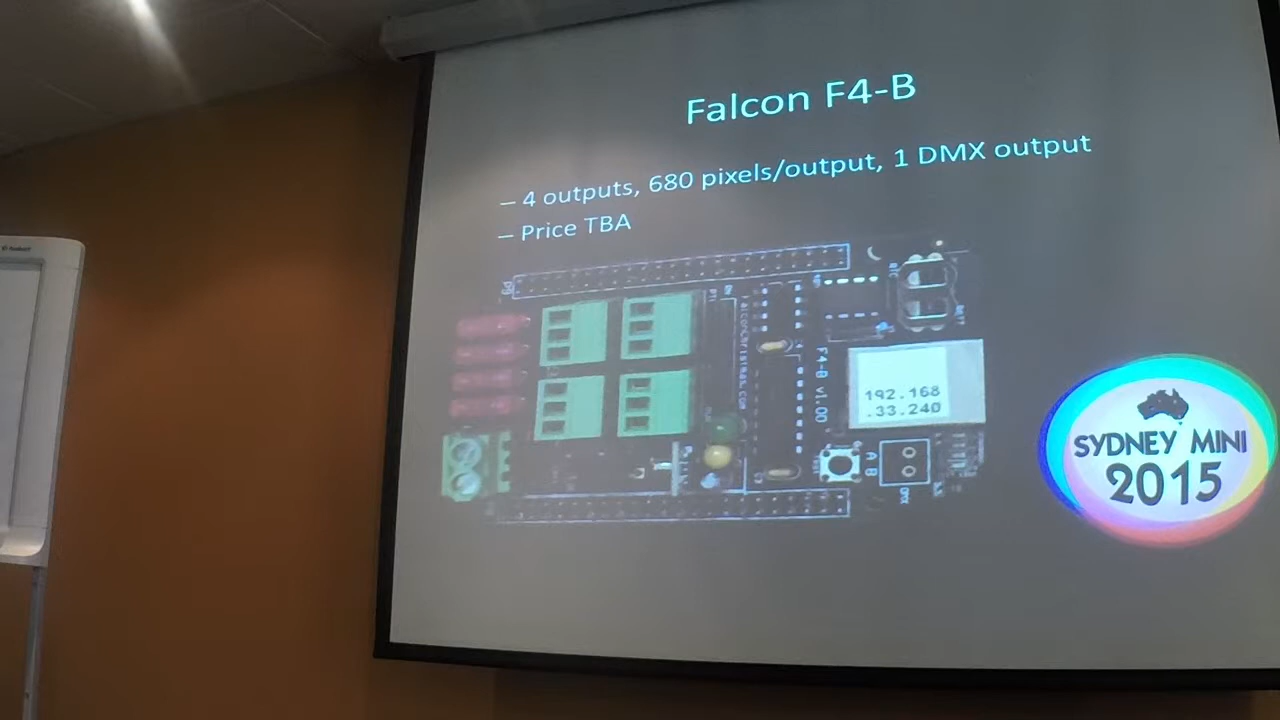 Falcon F4-B
– 4 outputs, 680 pixels/output, 1 DMX output
– Price TBA
F4-B v1.00
192.168
.33.240
A B
SYDNEY MINI
2015